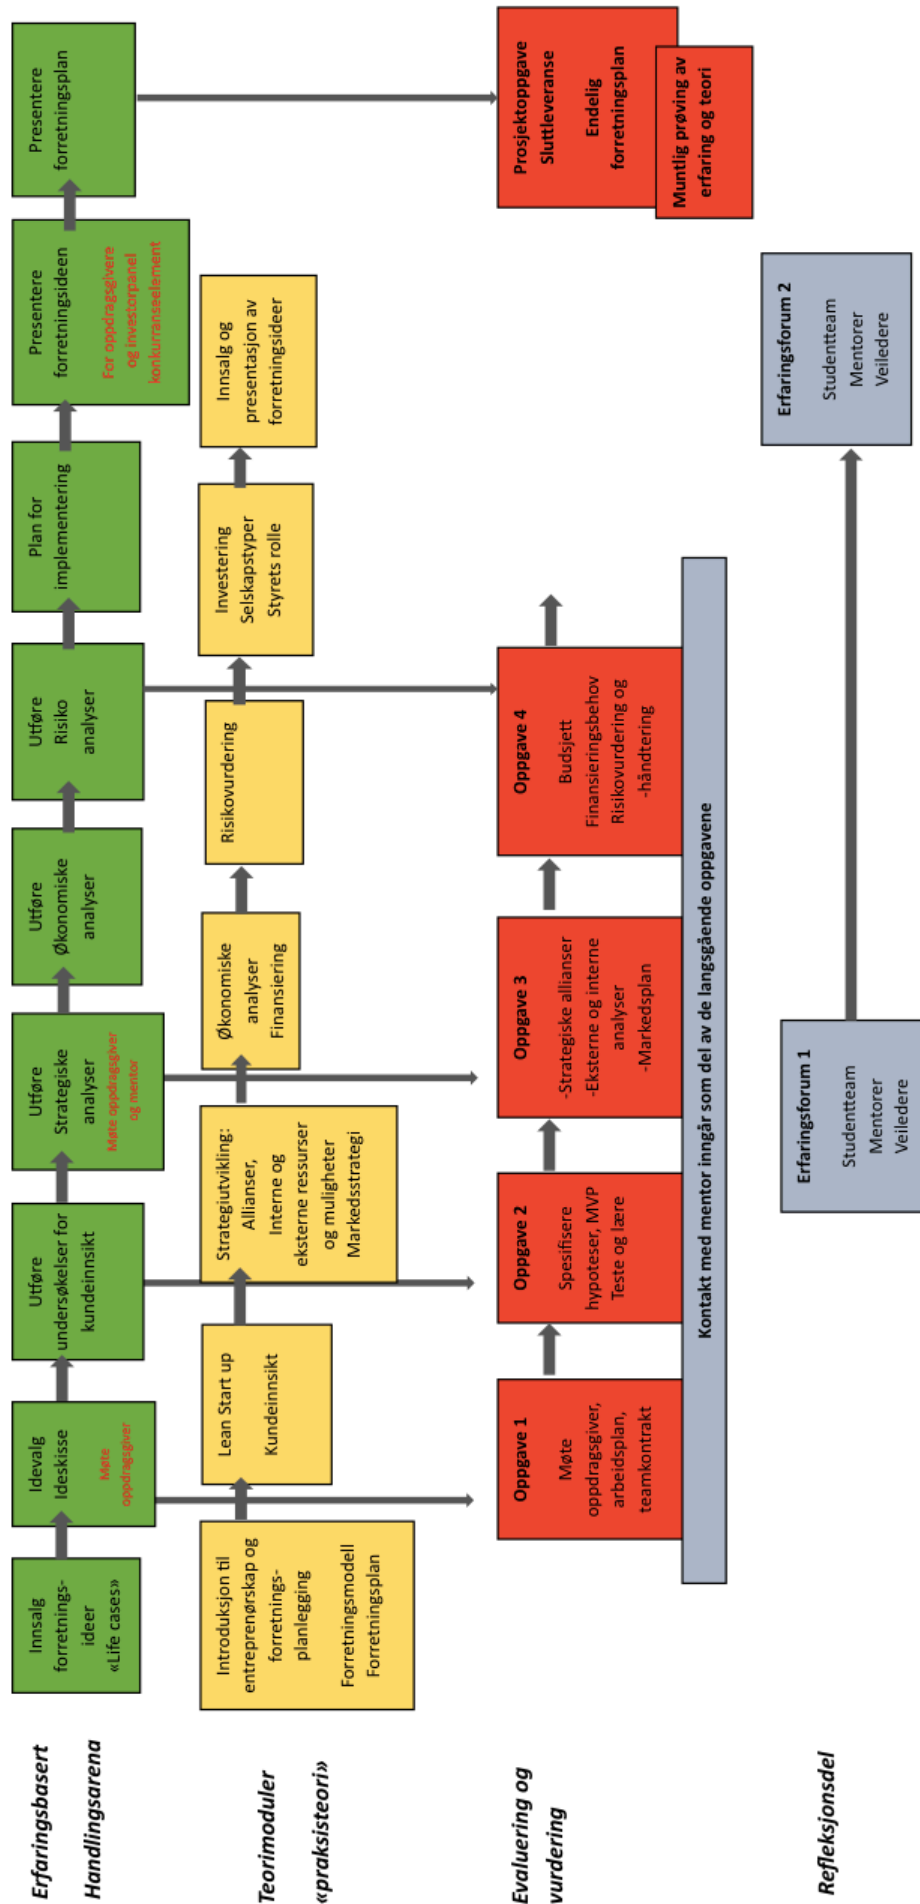 Erfaringsbasert
Handlingsarena
Innsalg
forretnings-
ideer
«Life cases»
Idevalg
Ideskisse
Møte
oppdragsgiver
Utføre
undersøkelser for
kundeinnsikt
Utføre
Strategiske
analyser
Møte oppdragsgiver
og mentor
Utføre
Økonomiske
analyser
Utføre
Risiko
analyser
Plan for
implementering
Presentere
forretningsideen
For oppdragsgivere
og investorpanel
konkurranseelement
Presentere
forretningsplan
Teorimoduler
«praksisteori»
Introduksjon til
entreprenørskap og
forretnings-
planlegging
Forretningsmodell
Forretningsplan
Lean Start up
Kundeinnsikt
Strategiutvikling:
Allianser,
Interne og
eksterne ressurser
og muligheter
Markedsstrategi
Økonomiske
analyser
Finansiering
Risikovurdering
Investering
Selskapstyper
Styrets rolle
Innsalg og
presentasjon av
forretningsideer
Evaluering og
vurdering
Oppgave 1
Møte
oppdragsgiver,
arbeidsplan,
teamkontrakt
Oppgave 2
Spesifisere
hypoteser, MVP
Teste og lære
Oppgave 3
-Strategiske allianser
-Eksterne og interne
analyser
-Markedsplan
Oppgave 4
Budsjett
Finansieringsbehov
Risikovurdering og
-håndtering
Prosjektoppgave
Sluttleveranse
Endelig
forretningsplan
Muntlig prøving av
erfaring og teori
Kontakt med mentor inngår som del av de langsgående oppgavene
Refleksjonsdel
Erfaringsforum 1
Studentteam
Mentorer
Veiledere
Erfaringsforum 2
Studentteam
Mentorer
Veiledere